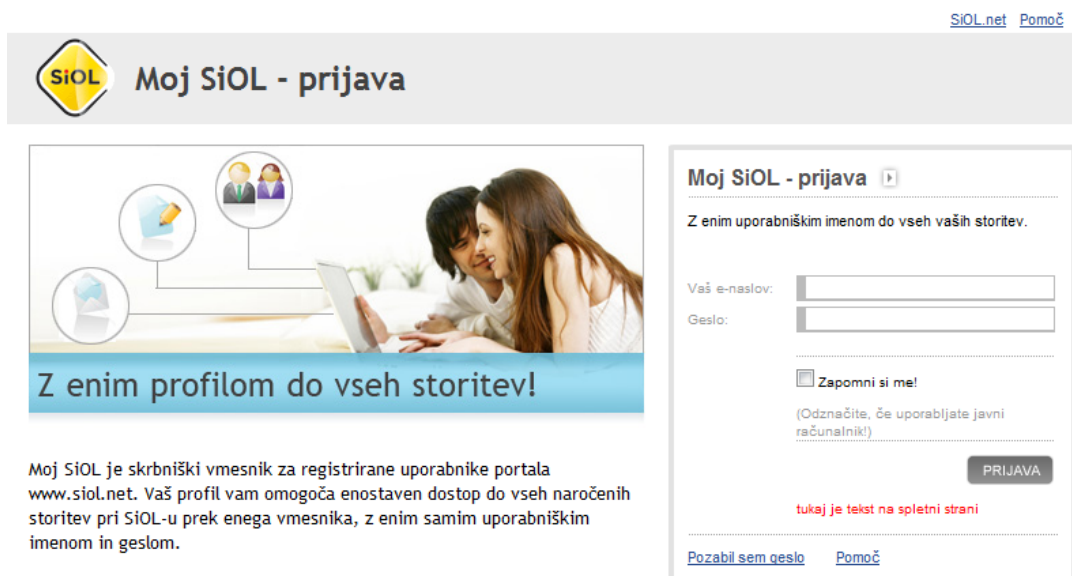 SiOL.net Pomoč
SiOL
Moj SiOL - prijava
Z enim profilom do vseh storitev!
Moj SiOL je skrbniški vmesnik za registrirane uporabnike portala
www.siol.net. Vaš profil vam omogoča enostaven dostop do vseh naročenih
storitev pri SiOL-u prek enega vmesnika, z enim samim uporabniškim
imenom in geslom.
Moj SiOL - prijava
Z enim uporabniškim imenom do vseh vaših storitev.
Vaš e-naslov:
Geslo:
Zapomni si me!
(Odznačite, če uporabljate javni
računalnik!)
PRIJAVA
tukaj je tekst na spletni strani
Pozabil sem geslo Pomoč